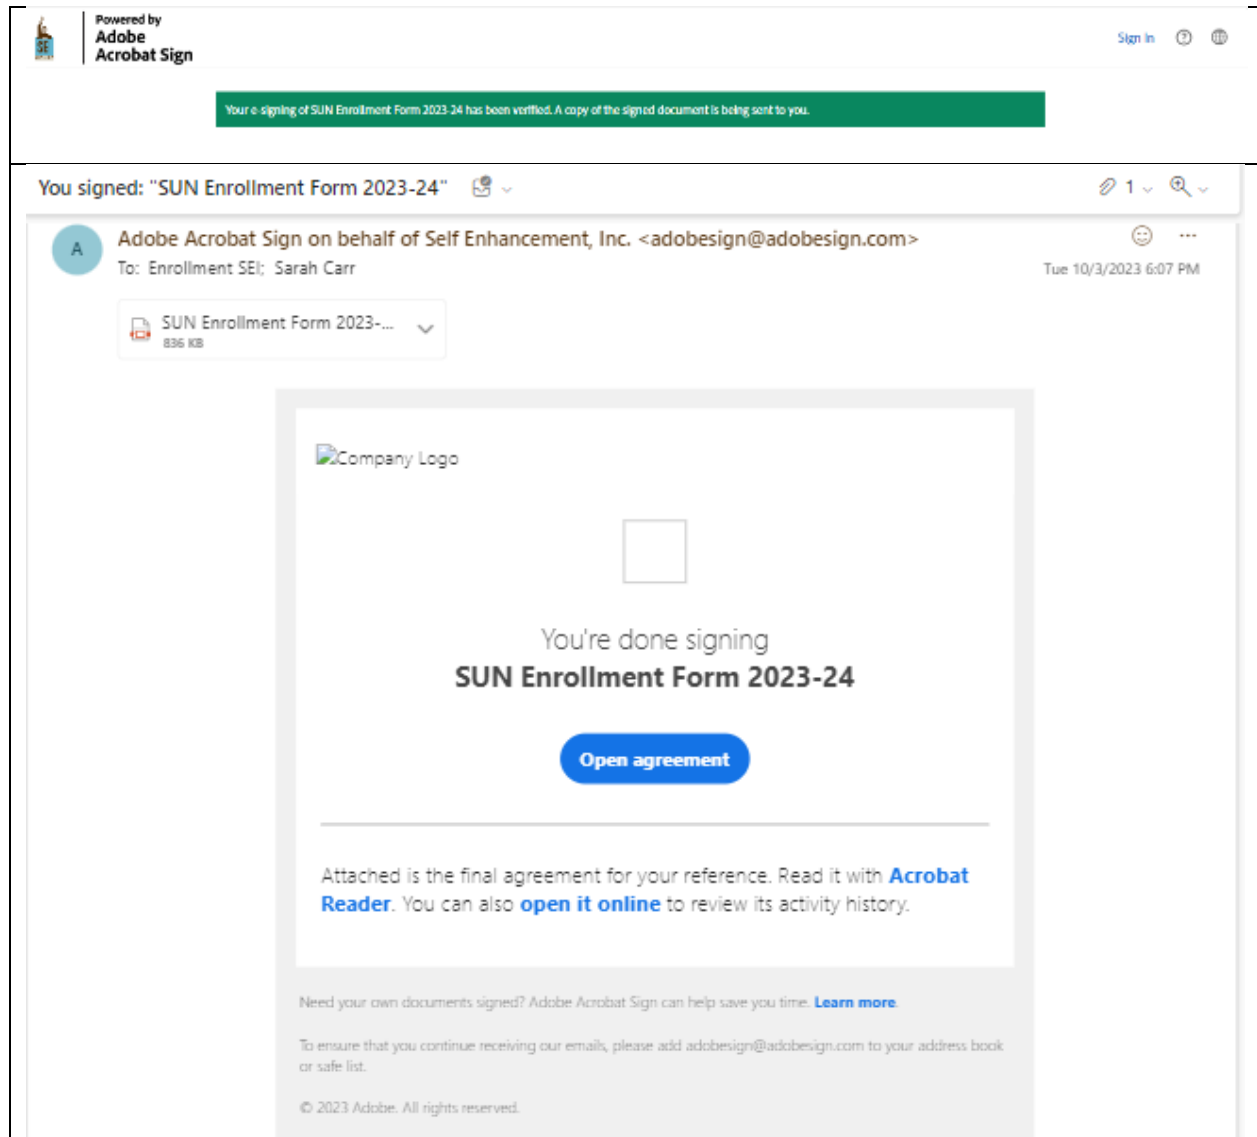 SE
Powered by
Adobe
Acrobat Sign
Sign In
Your e-signing of SUN Enrollment Form 2023-24 has been verified. A copy of the signed document is being sent to you.
You signed: "SUN Enrollment Form 2023-24"
1
A
Adobe Acrobat Sign on behalf of Self Enhancement, Inc. <adobesign@adobesign.com>
To: Enrollment SEI; Sarah Carr
Tue 10/3/2023 6:07 PM
SUN Enrollment Form 2023-...
836 KB
Company Logo
You're done signing
SUN Enrollment Form 2023-24
Open agreement
Attached is the final agreement for your reference. Read it with Acrobat
Reader. You can also open it online to review its activity history.
Need your own documents signed? Adobe Acrobat Sign can help save you time. Learn more.
To ensure that you continue receiving our emails, please add adobesign@adobesign.com to your address book
or safe list.
© 2023 Adobe. All rights reserved.